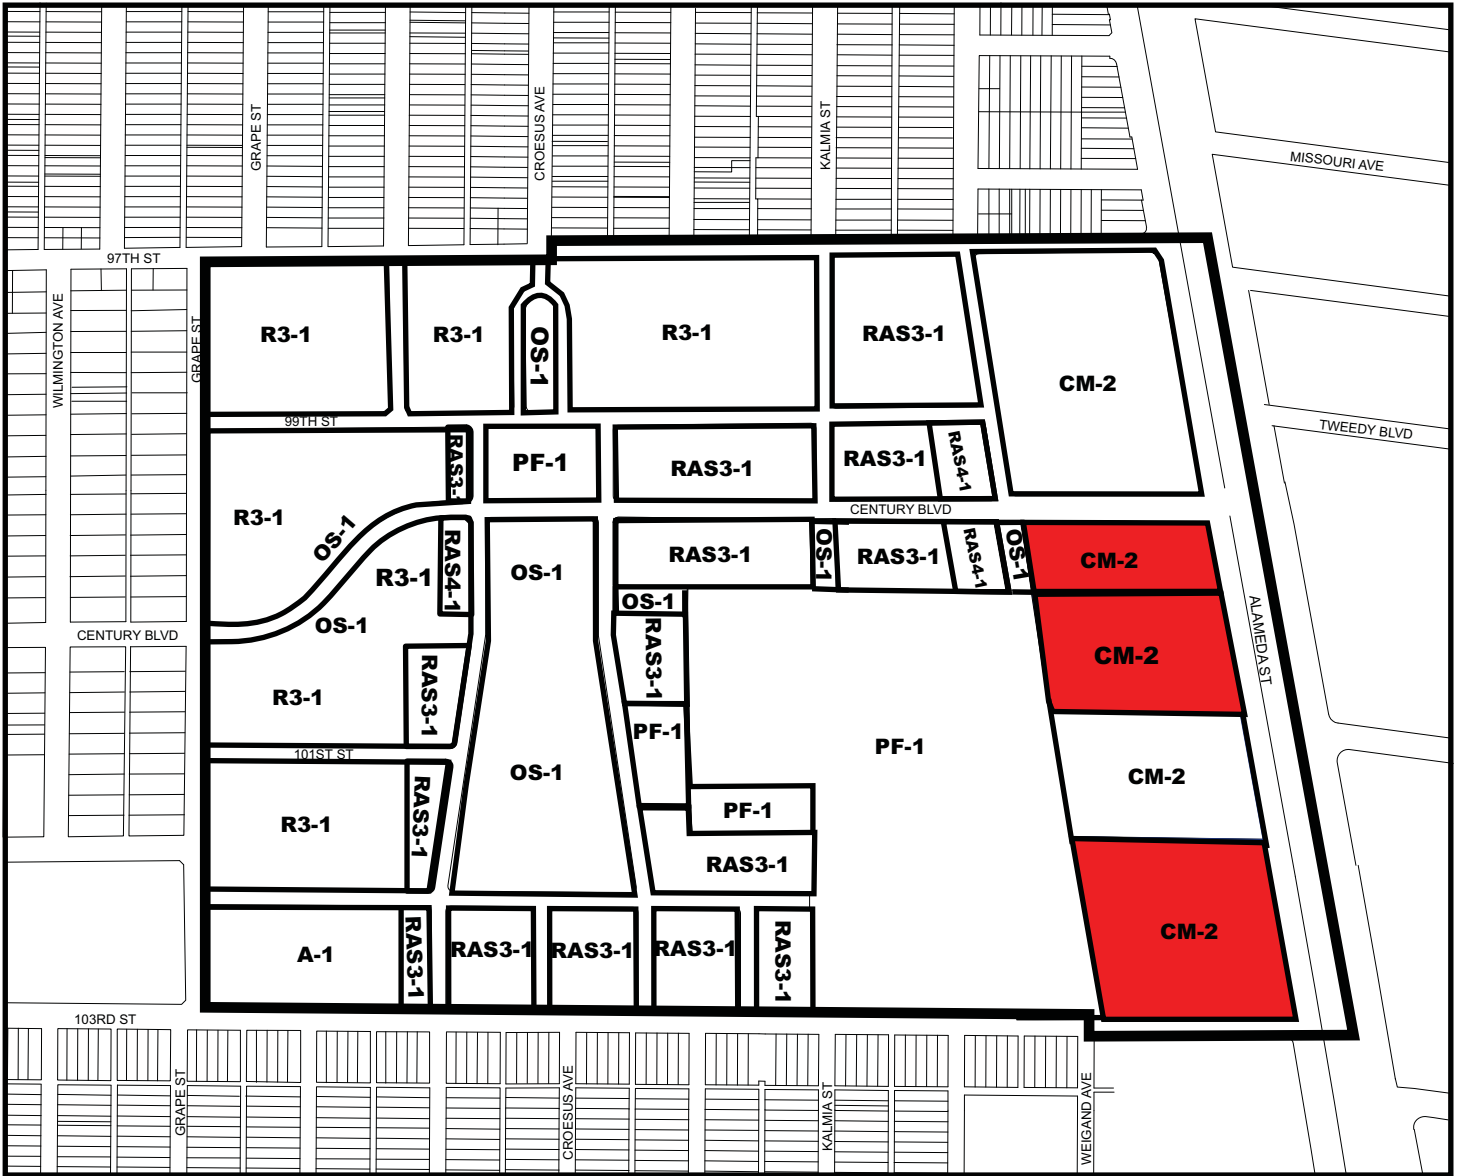 GRAPE ST
CROESUS AVE
KALMIA ST
MISSOURI AVE
97TH ST
WILMINGTON AVE
GRAPE ST
R3-1
R3-1
OS-1
R3-1
RAS3-1
CM-2
99TH ST
TWEEDY BLVD
RAS3-1
PF-1
RAS3-1
RAS3-1
RAS4-1
CENTURY BLVD
R3-1
OS-1
R3-1
RAS4-1
OS-1
RAS3-1
OS-1
RAS3-1
RAS4-1
OS-1
CM-2
OS-1
OS-1
RAS3-1
CM-2
ALAMEDA ST
CENTURY BLVD
R3-1
RAS3-1
PF-1
PF-1
101ST ST
OS-1
CM-2
R3-1
RAS3-1
PF-1
RAS3-1
A-1
RAS3-1
RAS3-1
RAS3-1
RAS3-1
RAS3-1
CM-2
103RD ST
GRAPE ST
CROESUS AVE
KALMIA ST
WEIGAND AVE